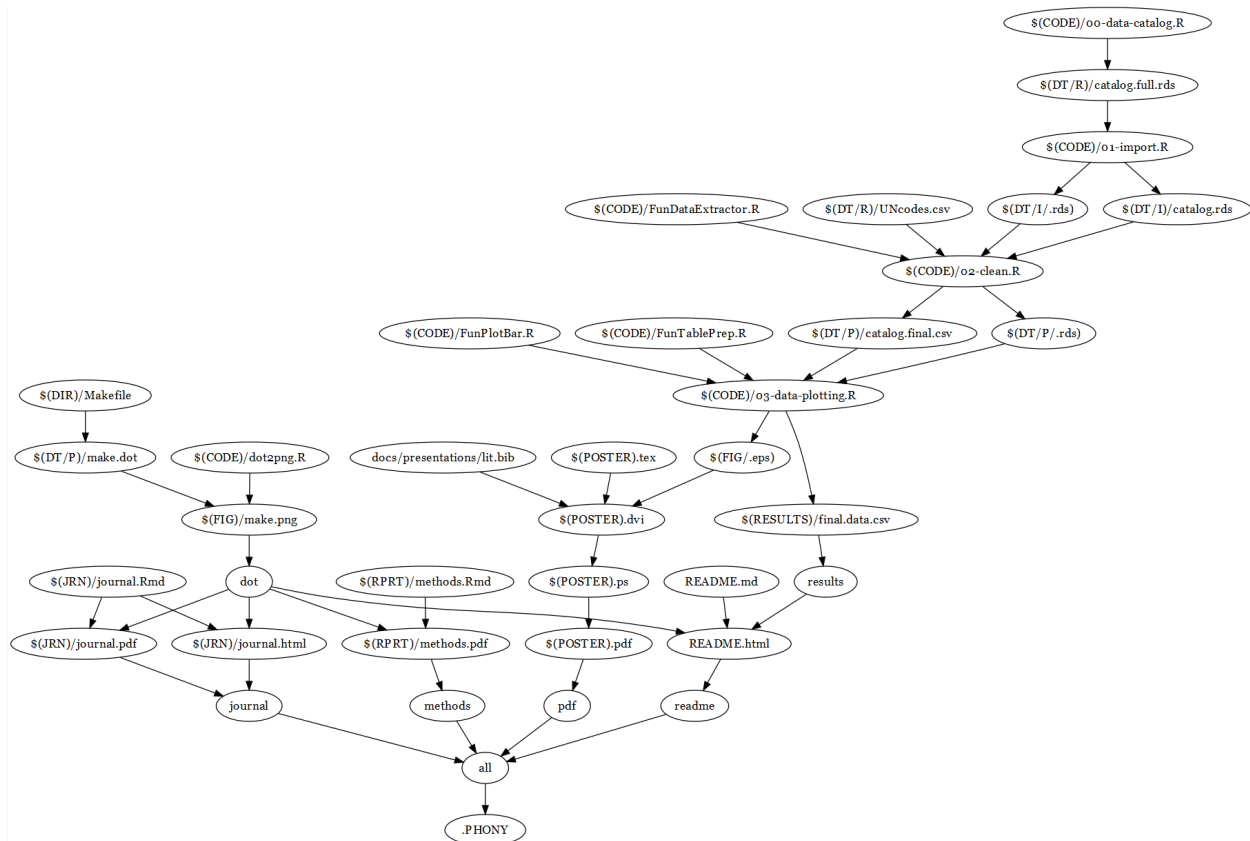 $(CODE)/00-data-catalog.R
$(DT/R)/catalog.full.rds
$(CODE)/01-import.R
$(CODE)/FunDataExtractor.R
$(DT/R)/UNcodes.csv
$(DT/I/.rds)
$(DT/I)/catalog.rds
$(CODE)/02-clean.R
$(CODE)/FunPlotBar.R
$(CODE)/FunTablePrep.R
$(DT/P)/catalog.final.csv
$(DT/P/.rds)
$(DIR)/Makefile
$(CODE)/03-data-plotting.R
$(DT/P)/make.dot
$(CODE)/dot2png.R
docs/presentations/lit.bib
$(POSTER).tex
$(FIG/.eps)
$(FIG)/make.png
$(POSTER).dvi
$(RESULTS)/final.data.csv
$(JRN)/journal.Rmd
dot
$(RPRT)/methods.Rmd
$(POSTER).ps
README.md
results
$(JRN)/journal.pdf
$(JRN)/journal.html
$(RPRT)/methods.pdf
$(POSTER).pdf
README.html
journal
methods
pdf
readme
all
.PHONY